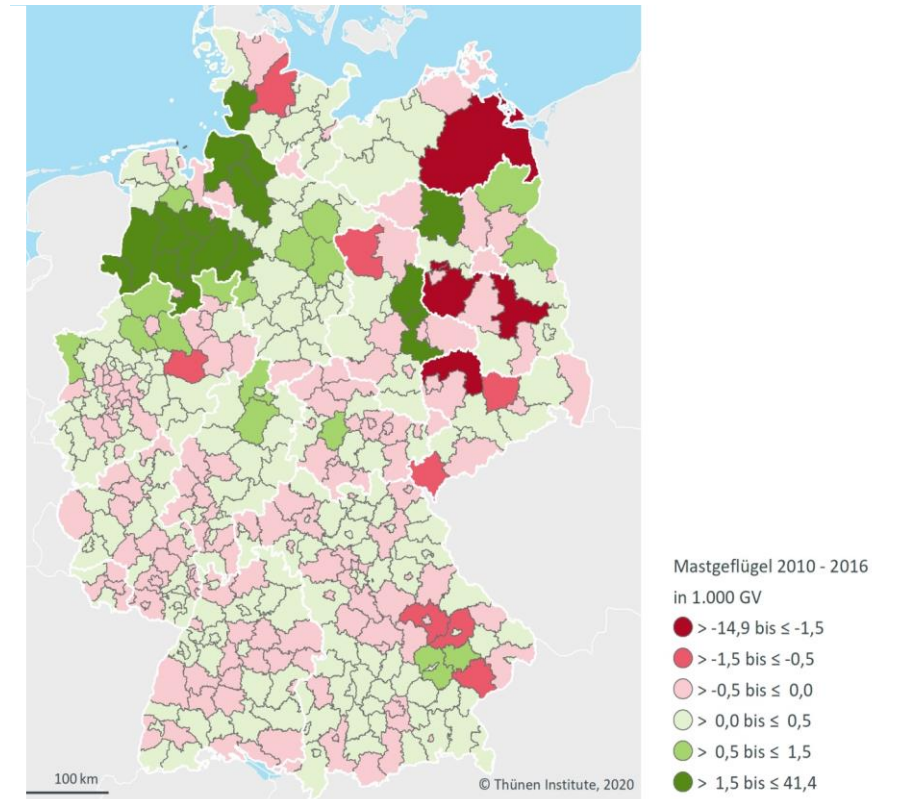 Mastgeflügel 2010 - 2016
in 1.000 GV
> -14,9 bis ≤ -1,5
> -1,5 bis ≤ -0,5
> -0,5 bis ≤ 0,0
> 0,0 bis ≤ 0,5
> 0,5 bis ≤ 1,5
> 1,5 bis ≤ 41,4
100 km
© Thünen Institute, 2020